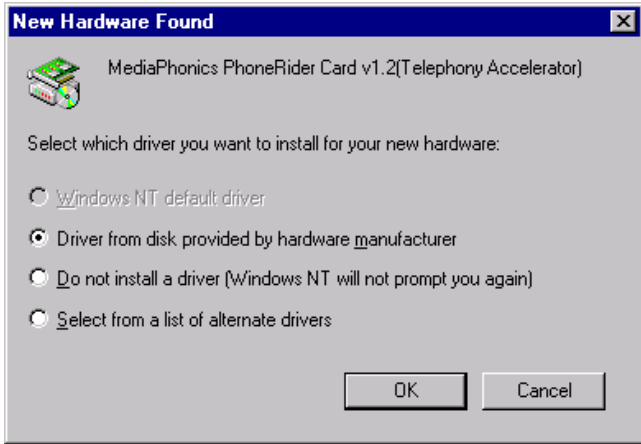 New Hardware Found
MediaPhonics PhoneRider Card v1.2(Telephony Accelerator)
Select which driver you want to install for your new hardware:
Windows NT default driver
Driver from disk provided by hardware manufacturer
Do not install a driver (Windows NT will not prompt you again)
Select from a list of alternate drivers
OK
Cancel